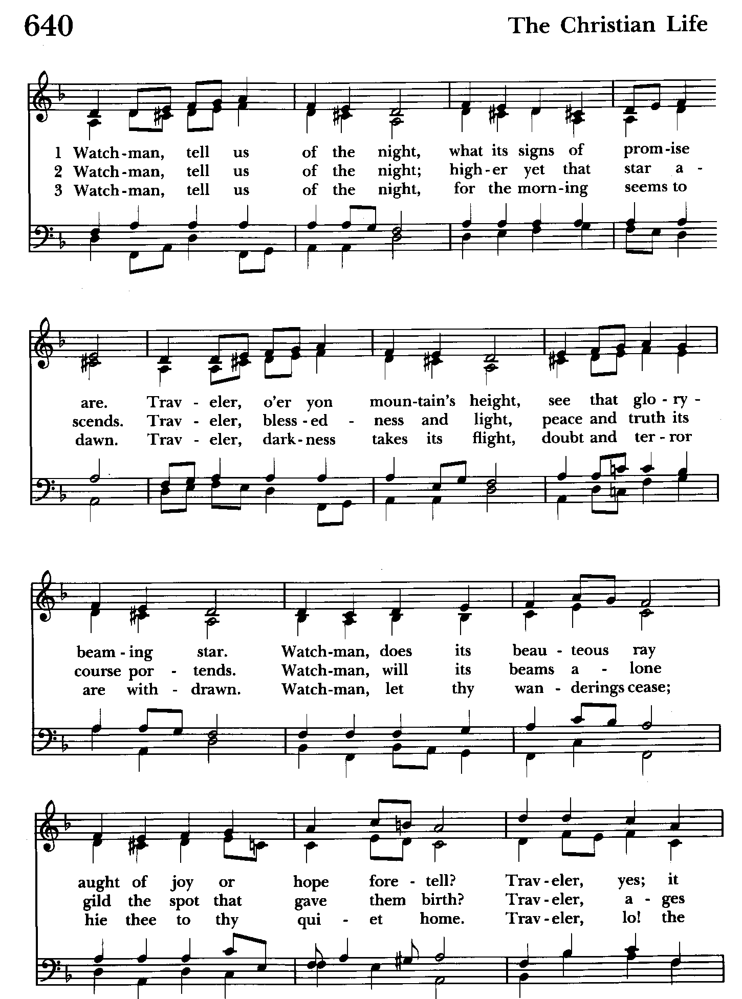 640 The Christian Life
1 Watch-man, tell us of the night, what its signs of prom-ise
2 Watch-man, tell us of the night; high-er yet that star a -
3 Watch-man, tell us of the night, for the morn-ing seems to
are. Trav - eler, o'er yon moun-tain's height, see that glo - ry -
scends. Trav - eler, bless - ed - ness and light, peace and truth its
dawn. Trav - eler, dark-ness takes its flight, doubt and ter - ror
beam - ing star. Watch-man, does its beau - teous ray
course por - tends. Watch-man, will its beams a - lone
are with - drawn. Watch-man, let thy wan - derings cease;
aught of joy or hope fore - tell? Trav - eler, yes; it
gild the spot that gave them birth? Trav - eler, a - ges
hie thee to thy qui - et home. Trav - eler, lo! the